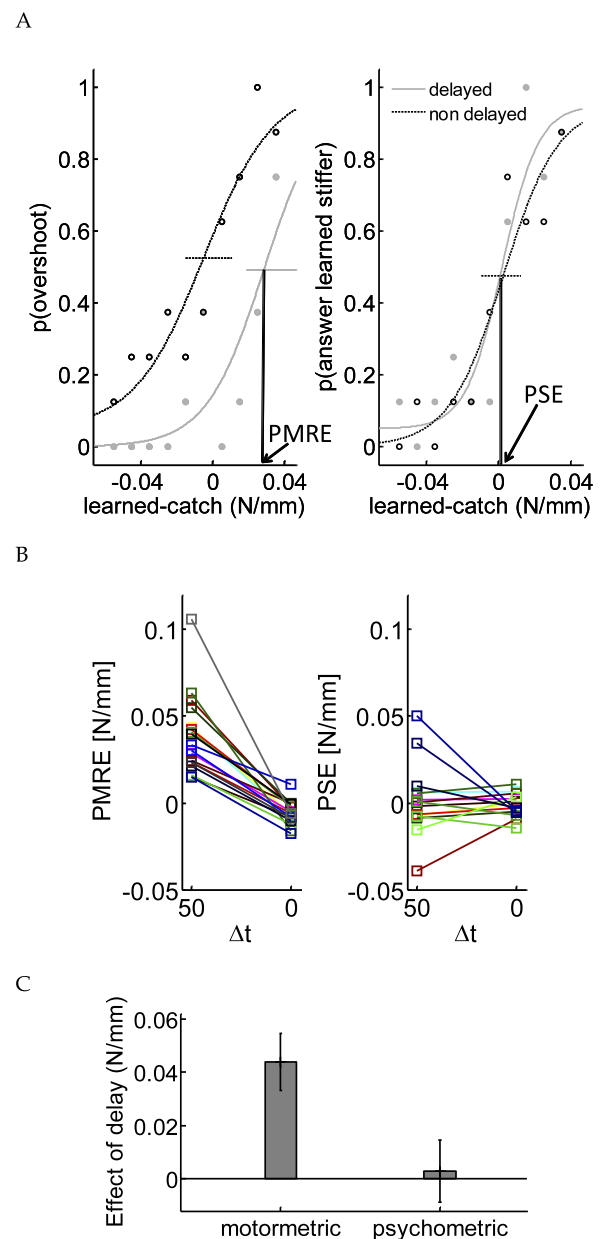 A
p(overshoot)
1
0.8
0.6
0.4
0.2
0
-0.04 0 0.04
learned-catch (N/mm)
PMRE
p(answer learned stiffer)
1
0.8
0.6
0.4
0.2
0
delayed
non delayed
PSE
-0.04 0 0.04
learned-catch (N/mm)
B
PMRE [N/mm]
0.1
0.05
0
-0.05
50 0
Δt
PSE [N/mm]
0.1
0.05
0
-0.05
50 0
Δt
C
Effect of delay (N/mm)
0.06
0.04
0.02
0
motormetric psychometric